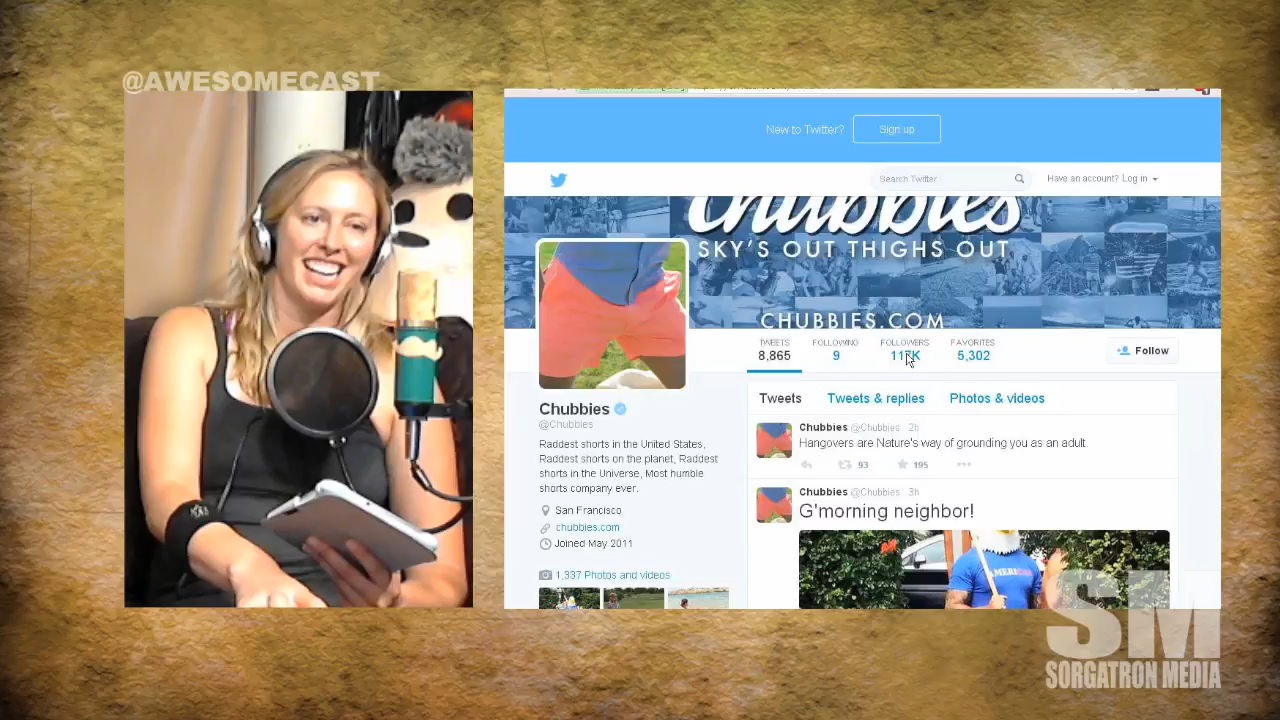 @AWESOMECAST
New to Twitter? Sign up
Search Twitter
Have an account? Log in
Chubbies
SKY'S OUT THIGHS OUT
CHUBBIES.COM
TWEETS FOLLOWING FOLLOWERS FAVORITES
8,865 9 117K 5,302
Follow
Chubbies
@Chubbies
Raddest shorts in the United States,
Raddest shorts on the planet, Raddest
shorts in the Universe, Most humble
shorts company ever.
San Francisco
chubbies.com
Joined May 2011
1,337 Photos and videos
Tweets Tweets & replies Photos & videos
Chubbies @Chubbies 2h
Hangovers are Nature's way of grounding you as an adult.
93 195
Chubbies @Chubbies 3h
G'morning neighbor!
AMERICAN
SM
SORGATRON MEDIA